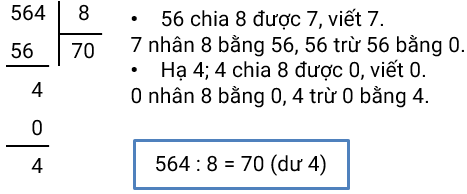 564 8
56 70
4
0
4
• 56 chia 8 được 7, viết 7.
7 nhân 8 bằng 56, 56 trừ 56 bằng 0.
• Hạ 4; 4 chia 8 được 0, viết 0.
0 nhân 8 bằng 0, 4 trừ 0 bằng 4.
564 : 8 = 70 (dư 4)